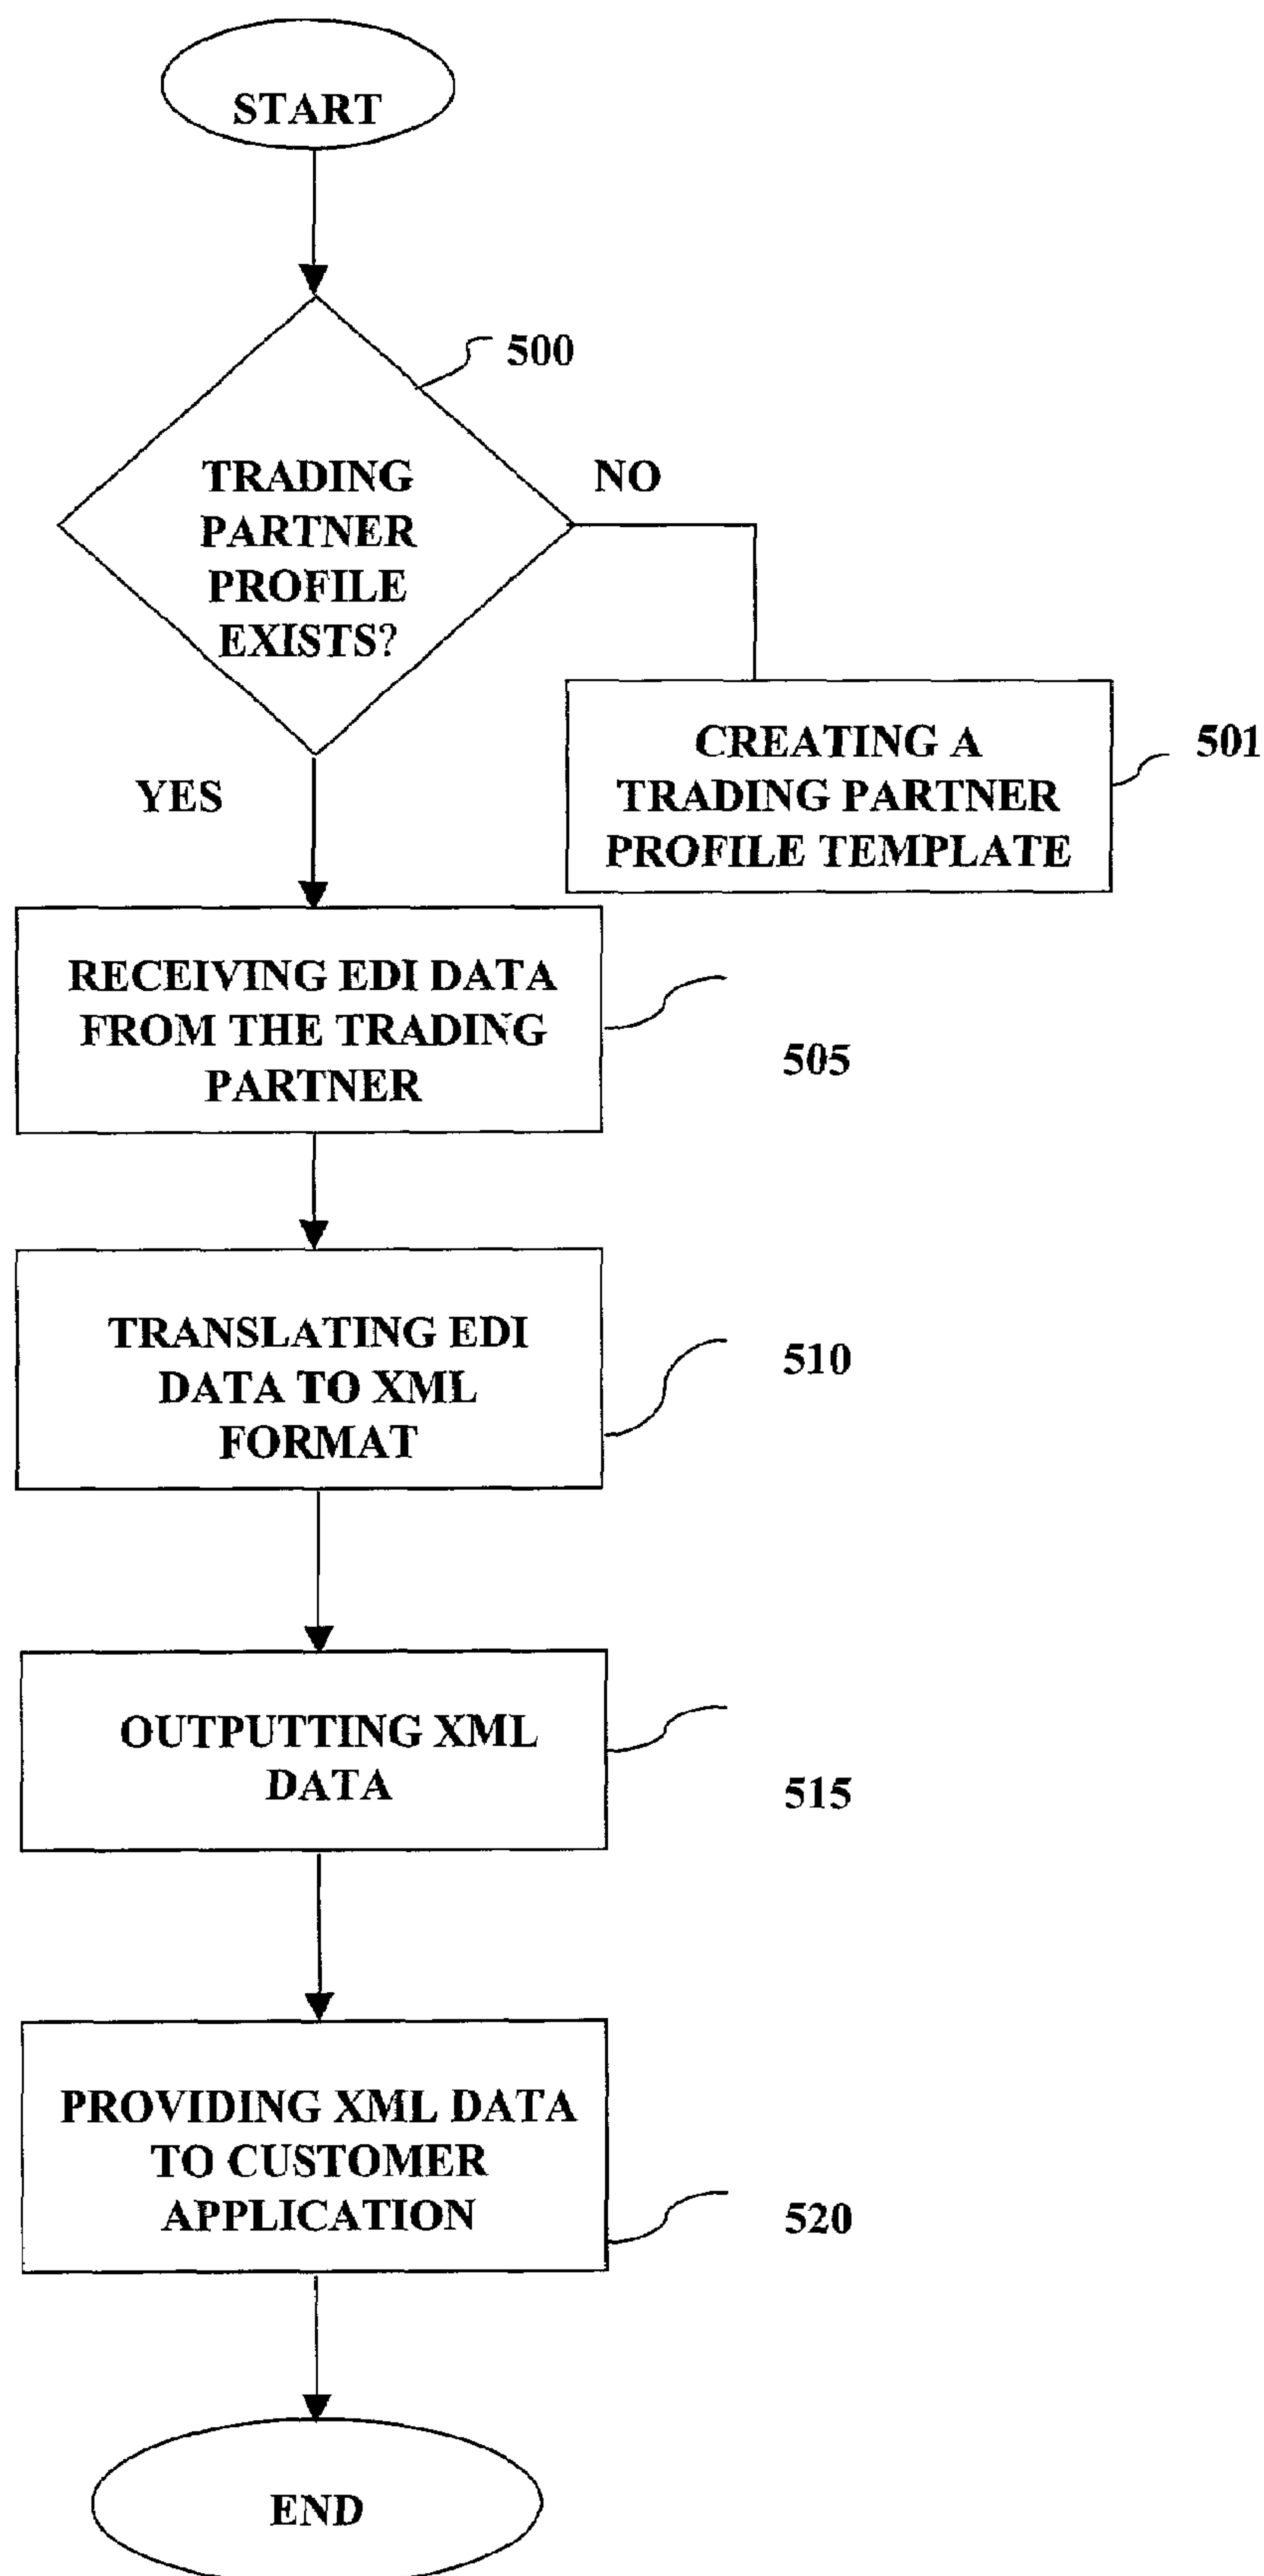 START
500
TRADING
PARTNER
PROFILE
EXISTS?
NO
CREATING A
TRADING PARTNER
PROFILE TEMPLATE
501
YES
RECEIVING EDI DATA
FROM THE TRADING
PARTNER
505
TRANSLATING EDI
DATA TO XML
FORMAT
510
OUTPUTTING XML
DATA
515
PROVIDING XML DATA
TO CUSTOMER
APPLICATION
520
END